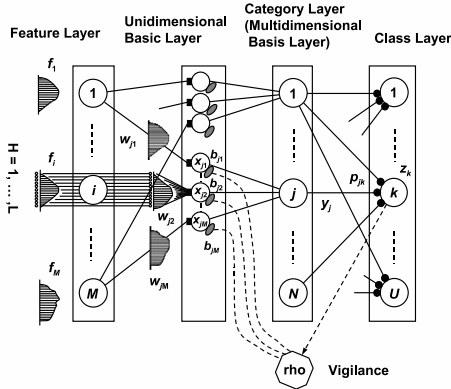 Feature Layer
Unidimensional
Basic Layer
Category Layer
(Multidimensional
Basis Layer)
Class Layer
f1
fi
fM
H = 1, ..., L
1
i
M
wj1
wj2
wjM
xj1
xj2
xjM
bj1
bj2
bjM
1
j
N
yj
pjk
zk
1
k
U
rho
Vigilance